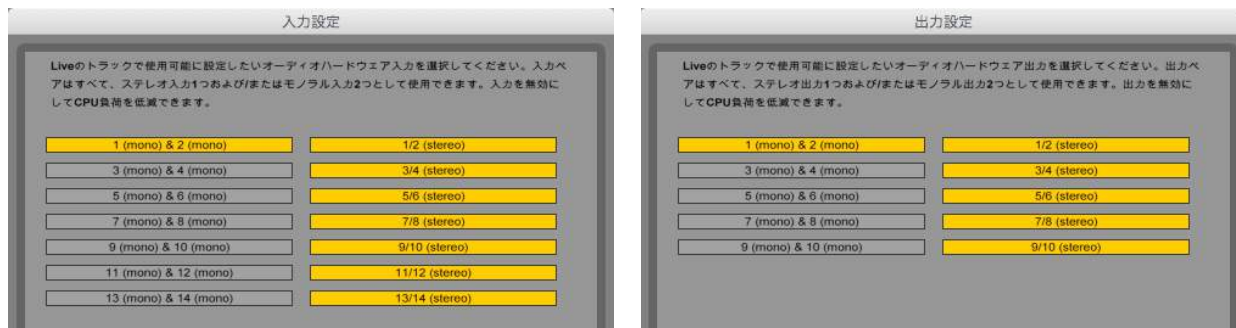 入力設定
Liveのトラックで使用可能に設定したいオーディオハードウェア入力を選択してください。入力ペ
アはすべて、ステレオ入力1つおよび/またはモノラル入力2つとして使用できます。入力を無効に
してCPU負荷を低減できます。
1 (mono) & 2 (mono) 1/2 (stereo)
3 (mono) & 4 (mono) 3/4 (stereo)
5 (mono) & 6 (mono) 5/6 (stereo)
7 (mono) & 8 (mono) 7/8 (stereo)
9 (mono) & 10 (mono) 9/10 (stereo)
11 (mono) & 12 (mono) 11/12 (stereo)
13 (mono) & 14 (mono) 13/14 (stereo)
出力設定
Liveのトラックで使用可能に設定したいオーディオハードウェア出力を選択してください。出力ペ
アはすべて、ステレオ出力1つおよび/またはモノラル出力2つとして使用できます。出力を無効に
してCPU負荷を低減できます。
1 (mono) & 2 (mono) 1/2 (stereo)
3 (mono) & 4 (mono) 3/4 (stereo)
5 (mono) & 6 (mono) 5/6 (stereo)
7 (mono) & 8 (mono) 7/8 (stereo)
9 (mono) & 10 (mono) 9/10 (stereo)